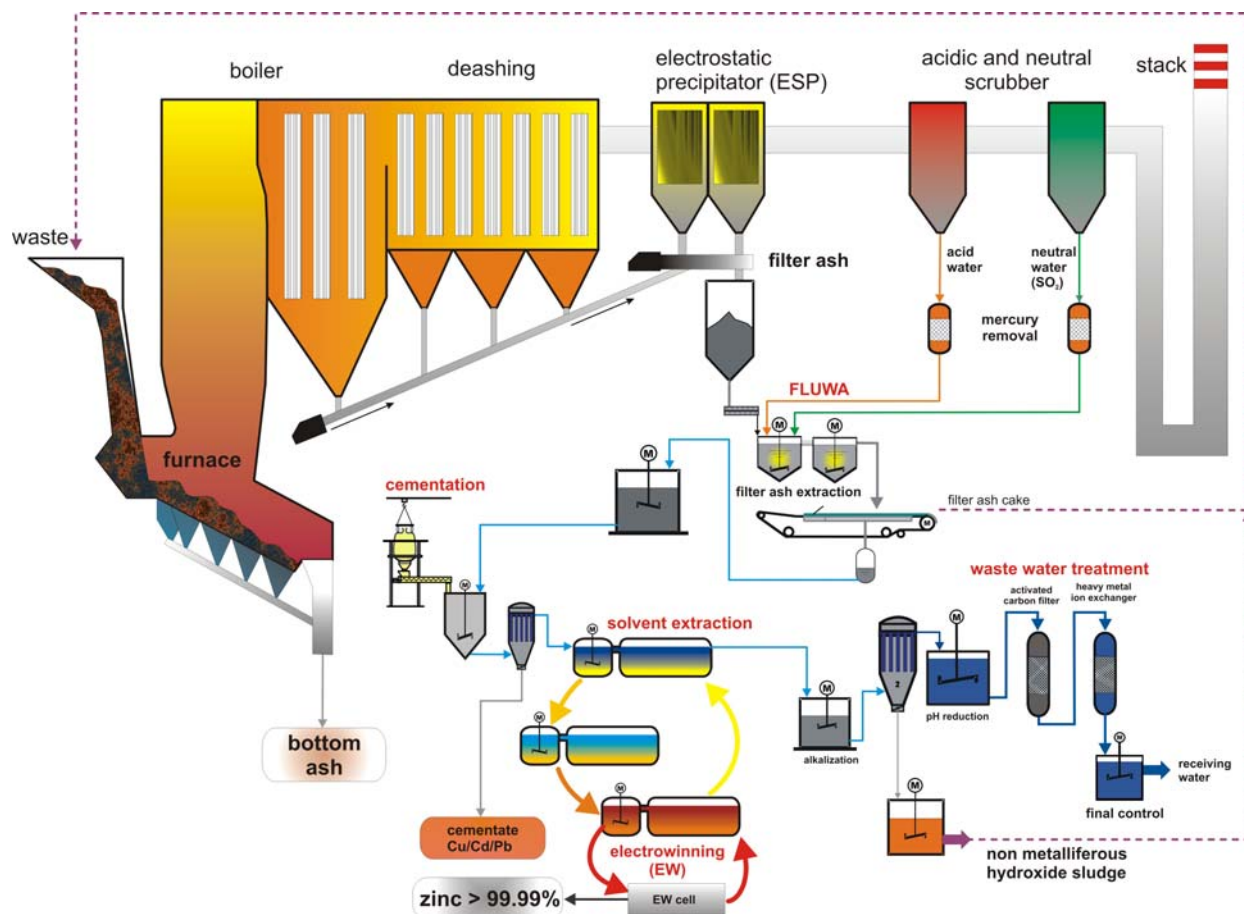 boiler
deashing
electrostatic
precipitator (ESP)
acidic and neutral
scrubber
stack
waste
filter ash
acid
water
neutral
water
(SO₂)
mercury
removal
FLUWA
M
M
furnace
filter ash extraction
M
cementation
filter ash cake
M
waste water treatment
activated
carbon filter
heavy metal
ion exchanger
M
solvent extraction
M
M
M
2
pH reduction
M
alkalization
M
bottom
ash
receiving
water
final control
M
M
M
cementate
Cu/Cd/Pb
electrowinning
(EW)
non metalliferous
hydroxide sludge
zinc > 99.99%
EW cell